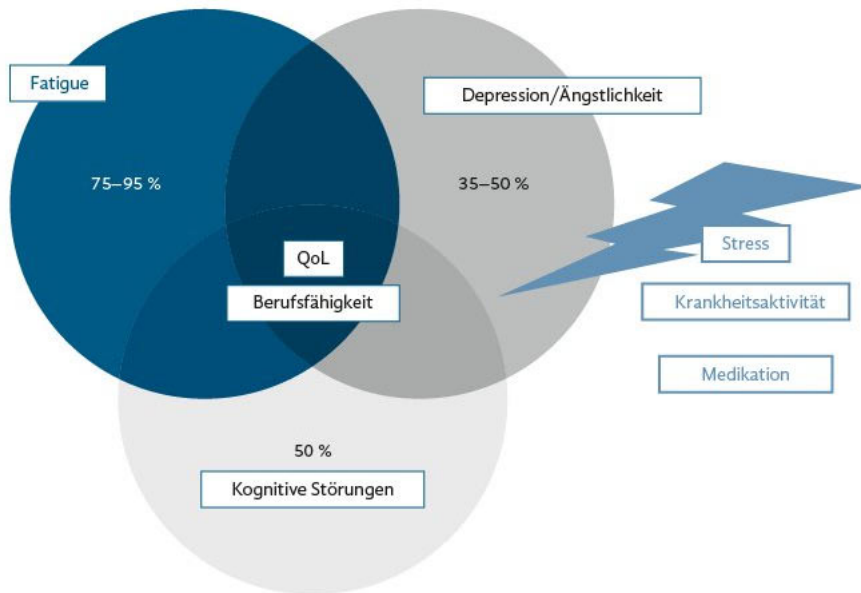 Fatigue
Depression/Ängstlichkeit
75–95 %
35–50 %
Stress
QoL
Berufsfähigkeit
Krankheitsaktivität
Medikation
50 %
Kognitive Störungen